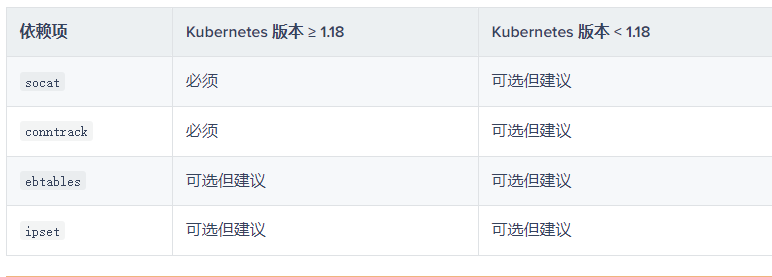 依赖项 Kubernetes 版本 ≥ 1.18 Kubernetes 版本 < 1.18
socat 必须 可选但建议
conntrack 必须 可选但建议
ebtables 可选但建议 可选但建议
ipset 可选但建议 可选但建议